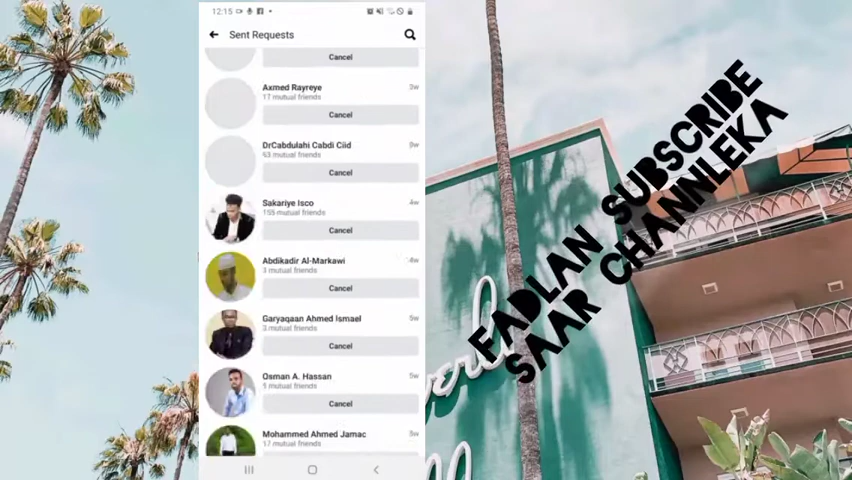 12:15
Sent Requests
Cancel
Axmed Rayreye
3w
17 mutual friends
Cancel
DrCabdulahi Cabdi Ciid
53 mutual friends
Cancel
Sakariye Isco
4w
155 mutual friends
Cancel
Abdikadir Al-Markawi
4w
3 mutual friends
Cancel
Garyaqaan Ahmed Ismael
5w
3 mutual friends
Cancel
Osman A. Hassan
5w
5 mutual friends
Cancel
Mohammed Ahmed Jamac
5w
17 mutual friends
FADLAN SUBSCRIBE
SAAR CHANNLEKA